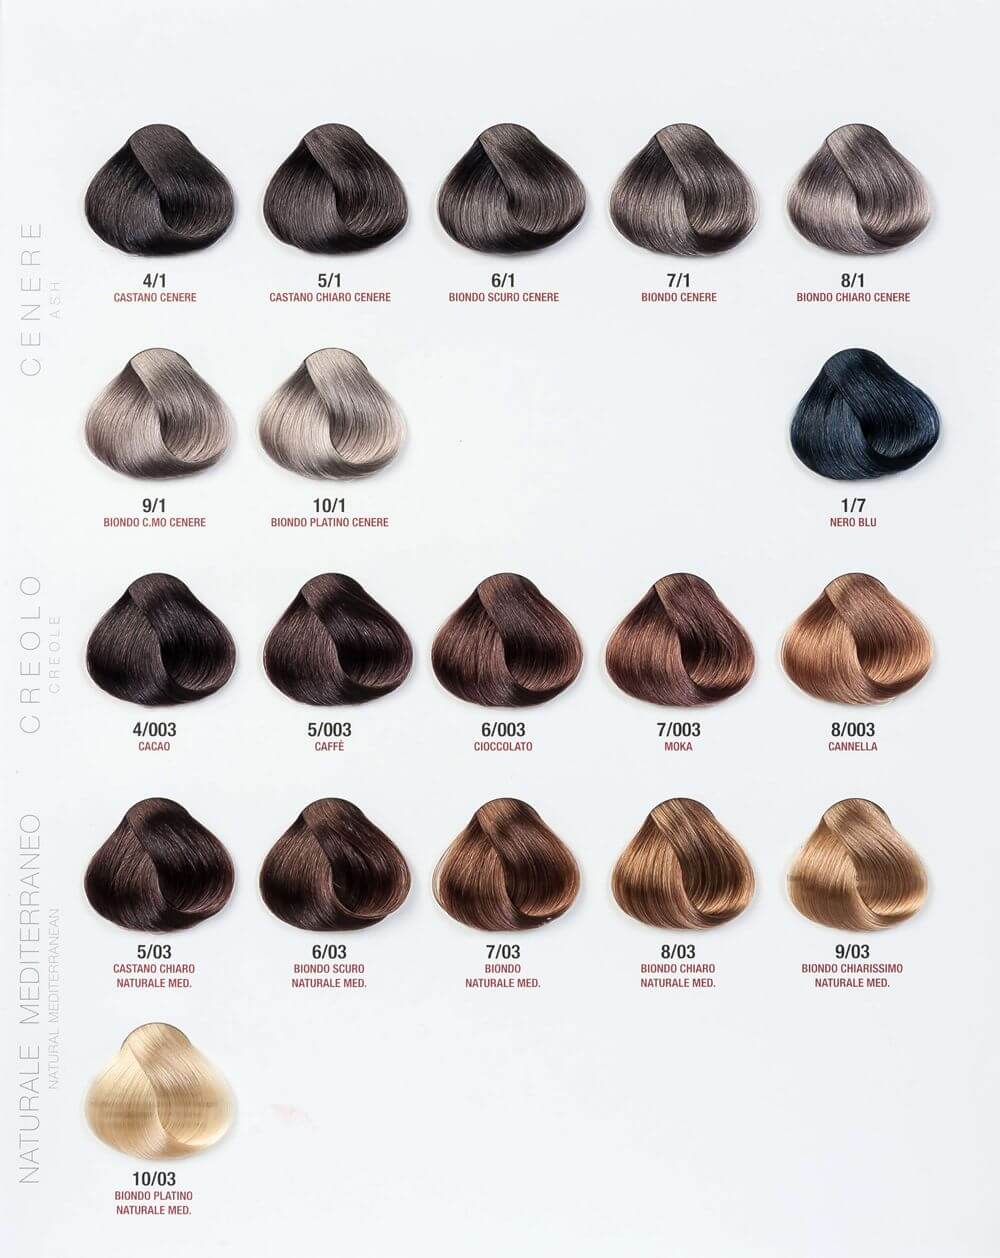 CENERE
ASH
4/1
CASTANO CENERE
5/1
CASTANO CHIARO CENERE
6/1
BIONDO SCURO CENERE
7/1
BIONDO CENERE
8/1
BIONDO CHIARO CENERE
9/1
BIONDO C.MO CENERE
10/1
BIONDO PLATINO CENERE
1/7
NERO BLU
CREOLO
CREOLE
4/003
CACAO
5/003
CAFFÈ
6/003
CIOCCOLATO
7/003
MOKA
8/003
CANNELLA
NATURALE MEDITERRANEO
NATURAL MEDITERRANEAN
5/03
CASTANO CHIARO
NATURALE MED.
6/03
BIONDO SCURO
NATURALE MED.
7/03
BIONDO
NATURALE MED.
8/03
BIONDO CHIARO
NATURALE MED.
9/03
BIONDO CHIARISSIMO
NATURALE MED.
10/03
BIONDO PLATINO
NATURALE MED.